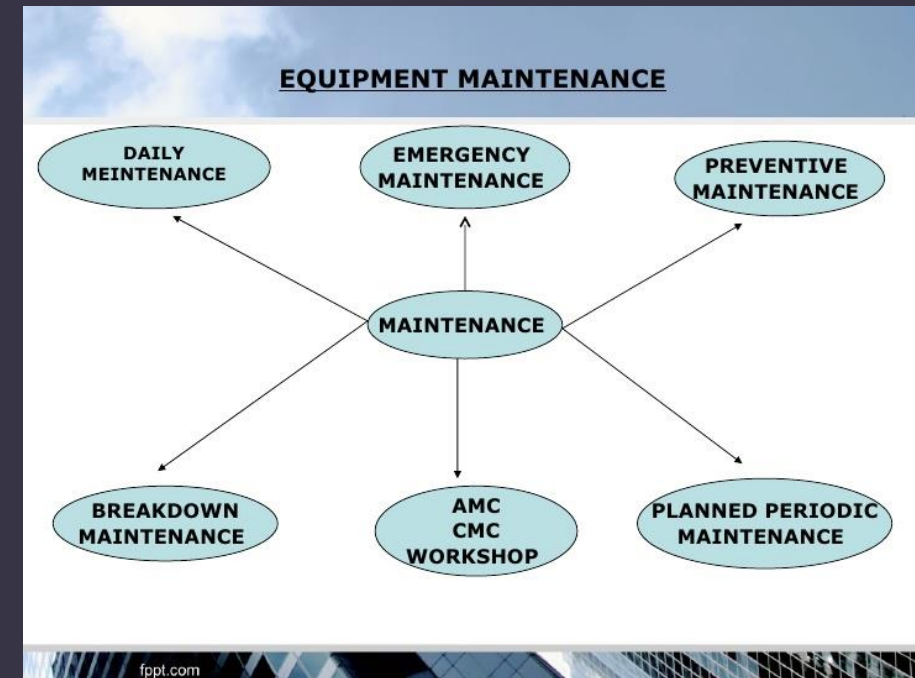 EQUIPMENT MAINTENANCE
DAILY
MEINTENANCE
EMERGENCY
MAINTENANCE
PREVENTIVE
MAINTENANCE
MAINTENANCE
BREAKDOWN
MAINTENANCE
AMC
CMC
WORKSHOP
PLANNED PERIODIC
MAINTENANCE
fppt.com